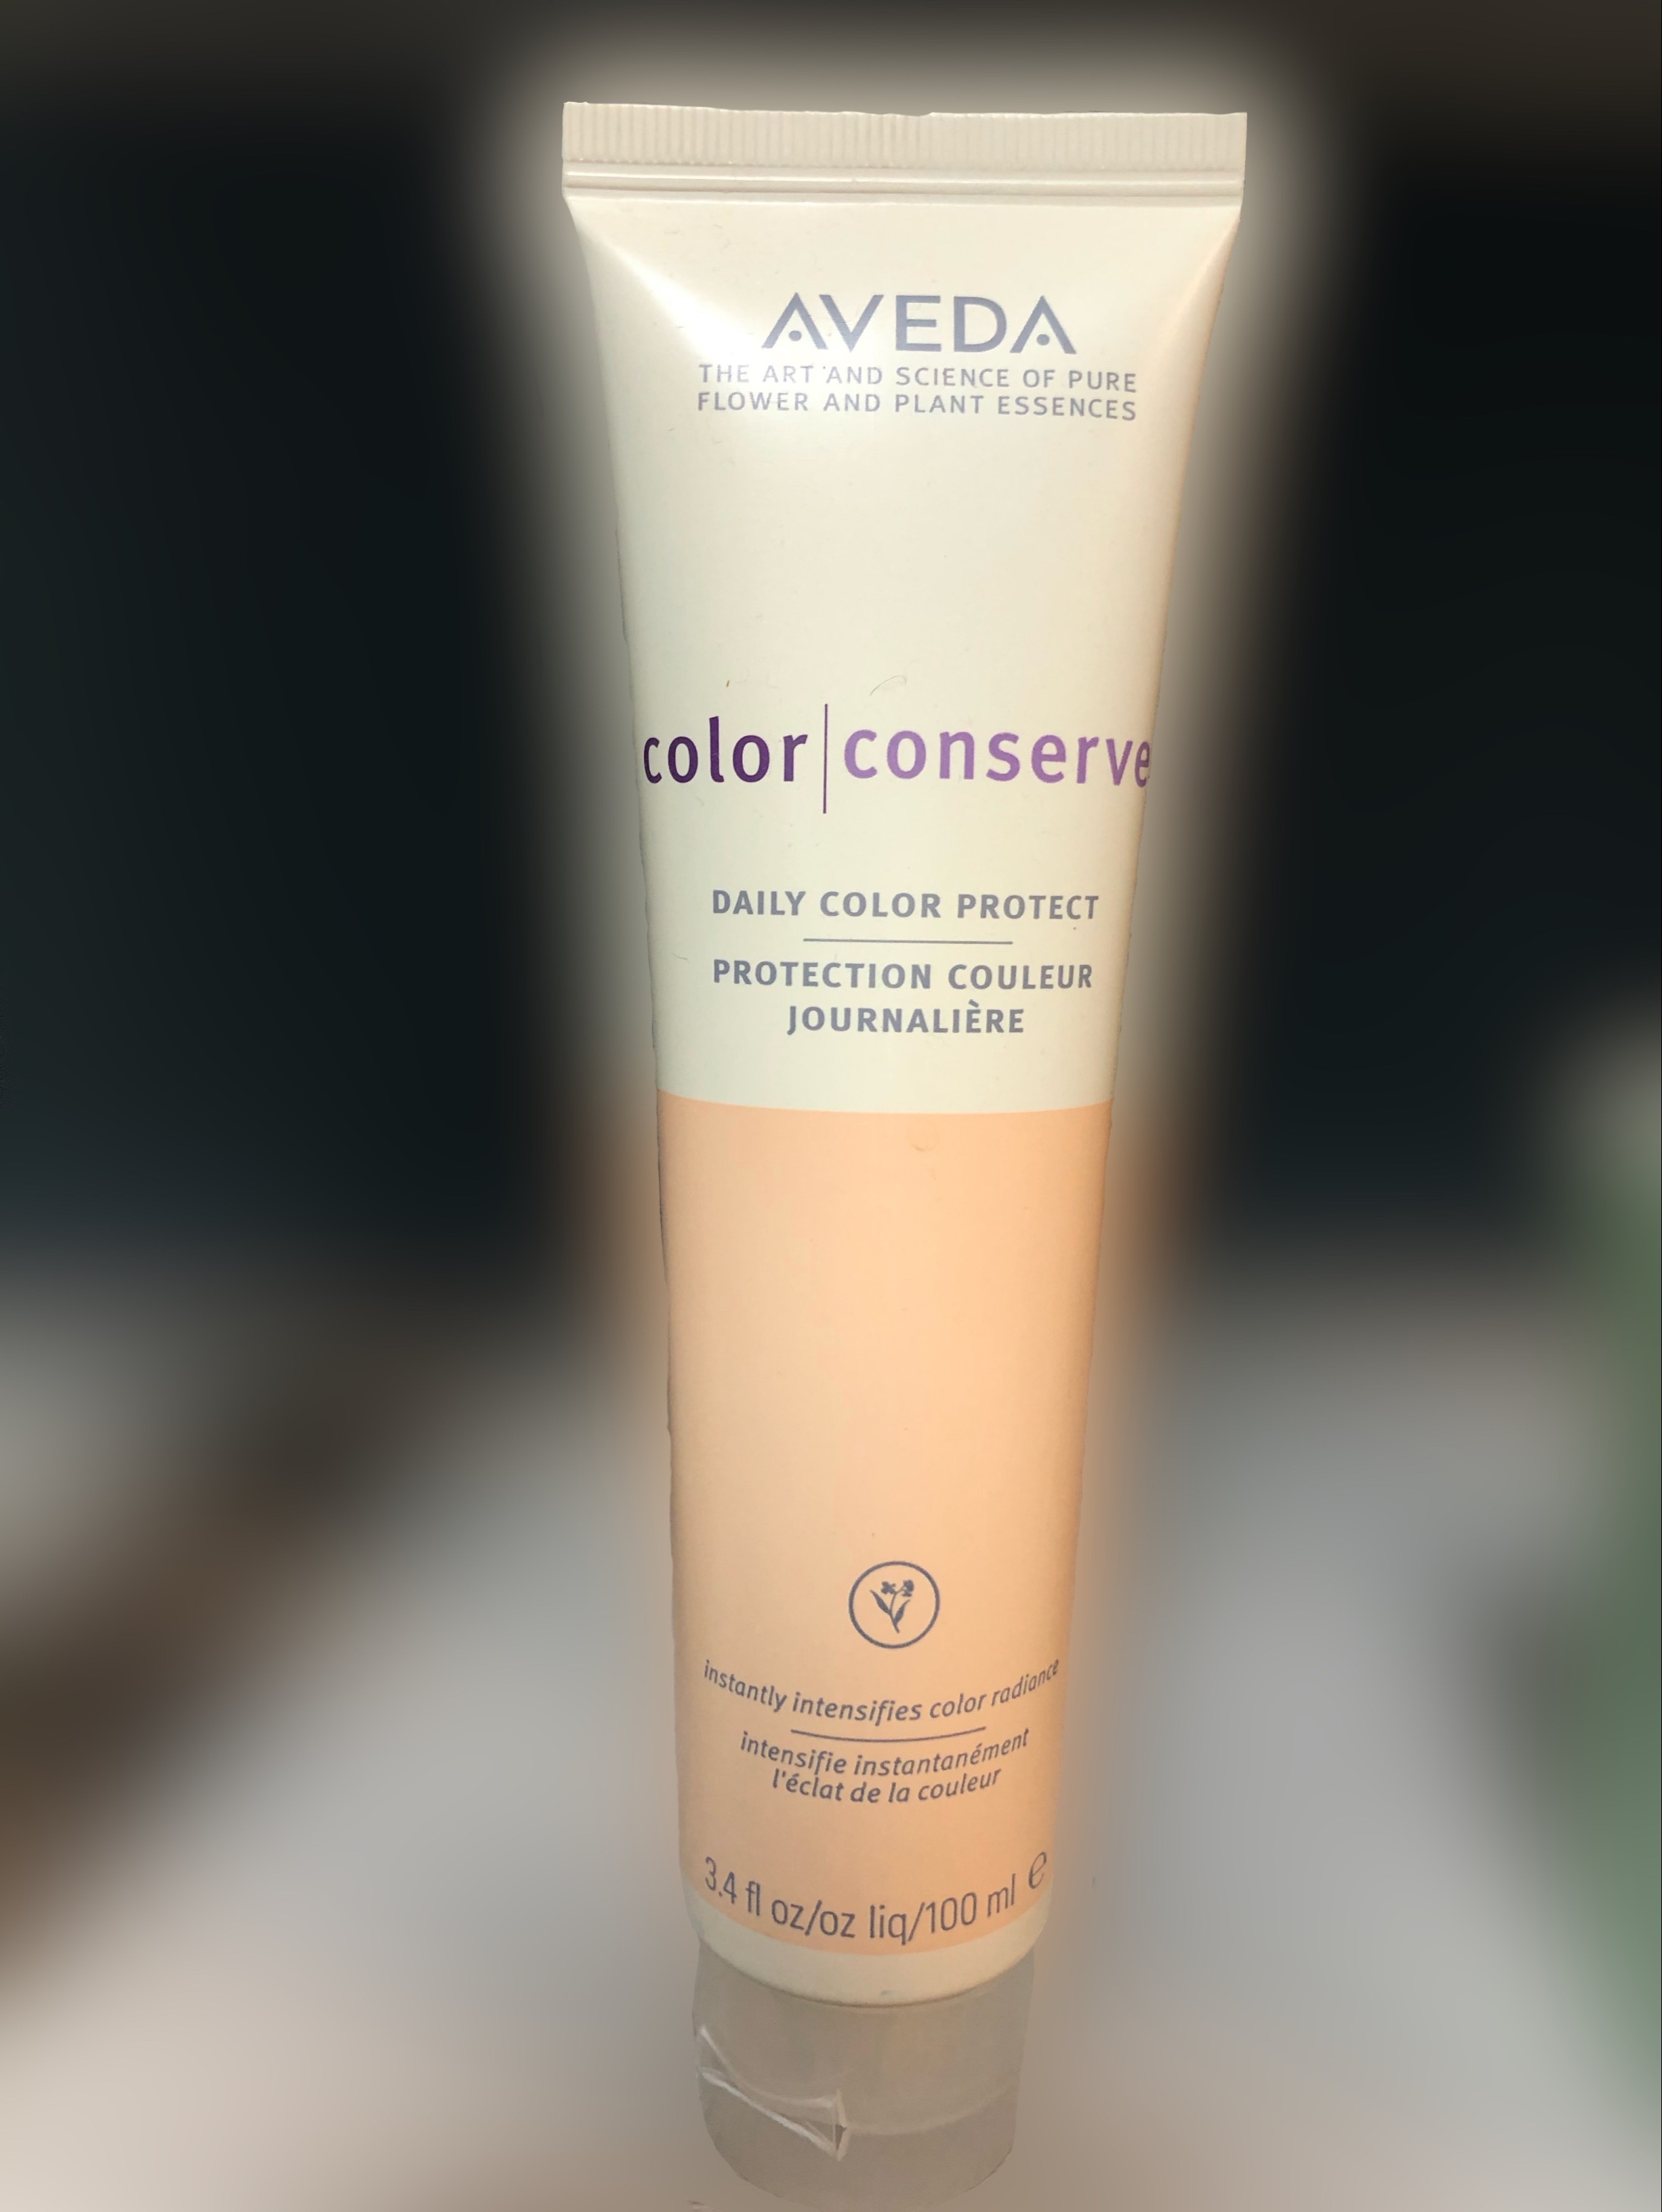 AVEDA
THE ART AND SCIENCE OF PURE
FLOWER AND PLANT ESSENCES
color|conserve
DAILY COLOR PROTECT
PROTECTION COULEUR
JOURNALIÈRE
instantly intensifies color radiance
intensifie instantanément
l'éclat de la couleur
3.4 fl oz/oz liq/100 ml e